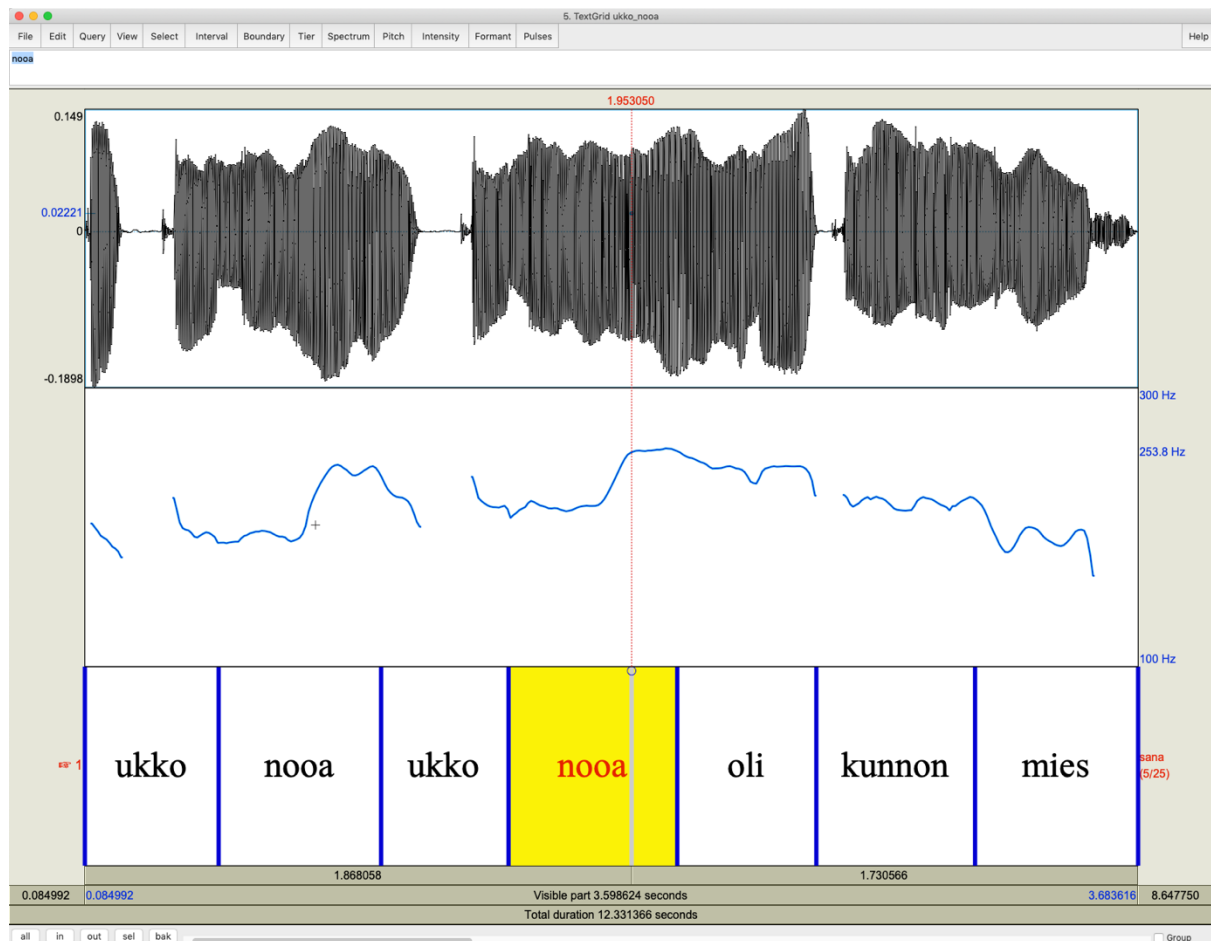 5. TextGrid ukko_nooa
File Edit Query View Select Interval Boundary Tier Spectrum Pitch Intensity Formant Pulses Help
nooa
1.953050
0.149
0.02221
0
-0.1898
300 Hz
253.8 Hz
100 Hz
☞ 1 ukko nooa ukko nooa oli kunnon mies sana
(5/25)
1.868058 1.730566
0.084992 0.084992 Visible part 3.598624 seconds 3.683616 8.647750
Total duration 12.331366 seconds
all in out sel bak Group